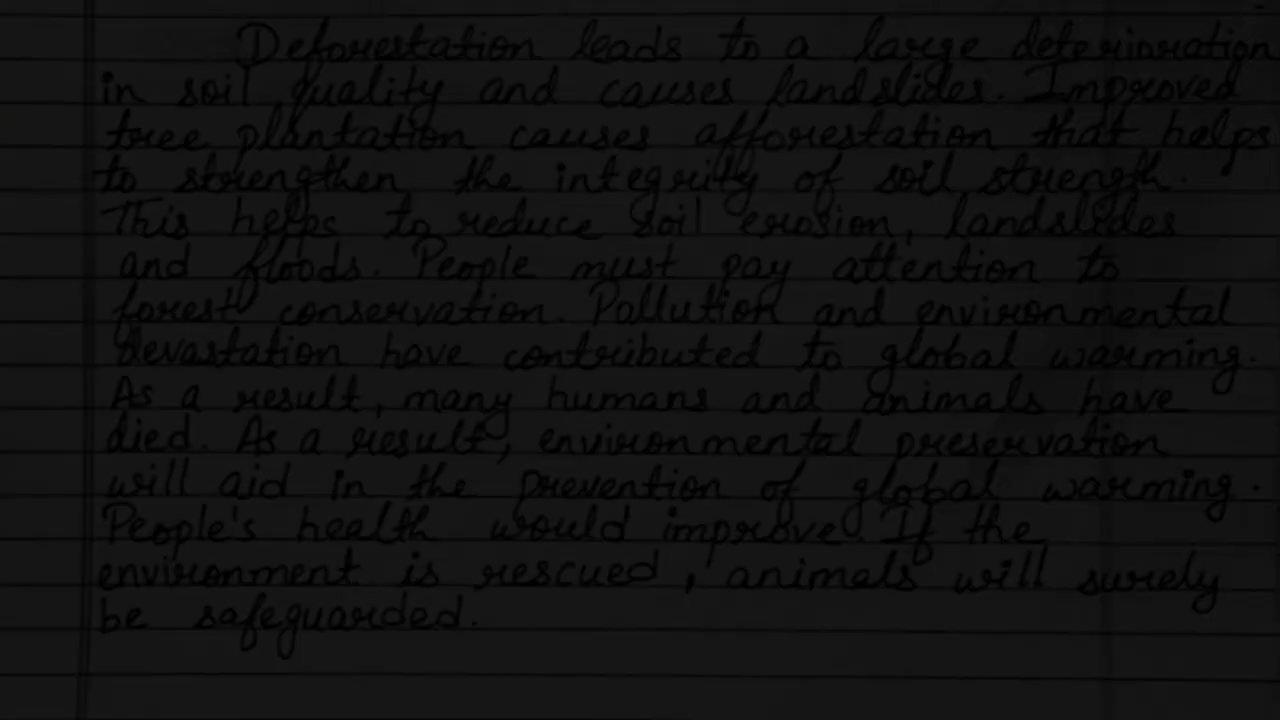 Deforestation leads to a large deterioration
in soil quality and causes landslides. Improved
tree plantation causes afforestation that helps
to strengthen the integrity of soil strength.
This helps to reduce soil erosion, landslides
and floods. People must pay attention to
forest conservation. Pollution and environmental
devastation have contributed to global warming.
As a result, many humans and animals have
died. As a result, environmental preservation
will aid in the prevention of global warming.
People's health would improve. If the
environment is rescued, animals will surely
be safeguarded.